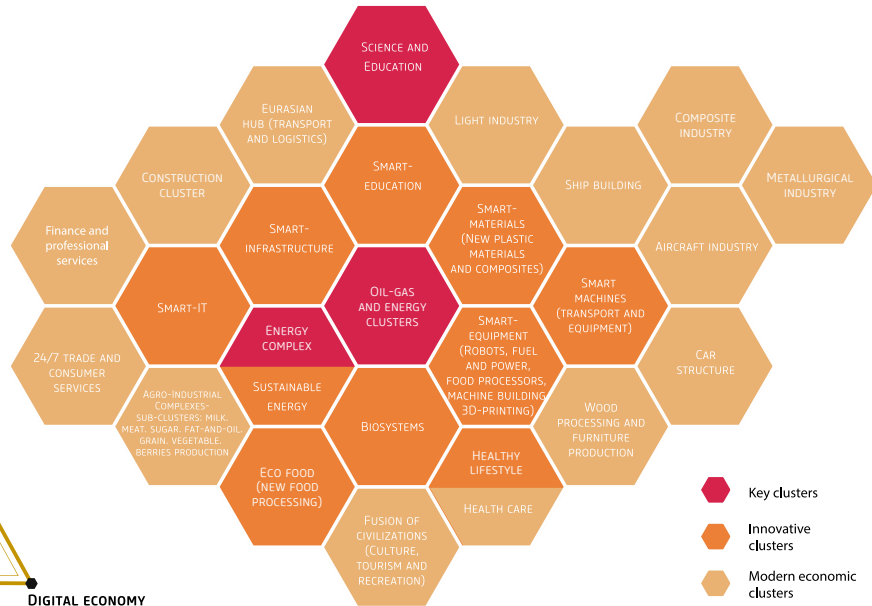 SCIENCE AND
EDUCATION
EURASIAN
HUB (TRANSPORT
AND LOGISTICS)
LIGHT INDUSTRY
COMPOSITE
INDUSTRY
CONSTRUCTION
CLUSTER
SMART-
EDUCATION
SHIP BUILDING
METALLURGICAL
INDUSTRY
Finance and
professional
services
SMART-
INFRASTRUCTURE
SMART-
MATERIALS
(NEW PLASTIC
MATERIALS
AND COMPOSITES)
AIRCRAFT INDUSTRY
SMART-IT
OIL-GAS
AND ENERGY
CLUSTERS
SMART
MACHINES
(TRANSPORT AND
EQUIPMENT)
24/7 TRADE AND
CONSUMER
SERVICES
ENERGY
COMPLEX
SUSTAINABLE
ENERGY
SMART-
EQUIPMENT
(ROBOTS, FUEL
AND POWER,
FOOD PROCESSORS,
MACHINE BUILDING
3D-PRINTING)
CAR
STRUCTURE
AGRO-INDUSTRIAL
COMPLEXES-
SUB-CLUSTERS: MILK.
MEAT. SUGAR. FAT-AND-OIL.
GRAIN. VEGETABLE.
BERRIES PRODUCTION
BIOSYSTEMS
WOOD
PROCESSING AND
FURNITURE
PRODUCTION
ECO FOOD
(NEW FOOD
PROCESSING)
HEALTHY
LIFESTYLE
HEALTH CARE
FUSION OF
CIVILIZATIONS
(CULTURE,
TOURISM AND
RECREATION)
Key clusters
Innovative
clusters
Modern economic
clusters
DIGITAL ECONOMY